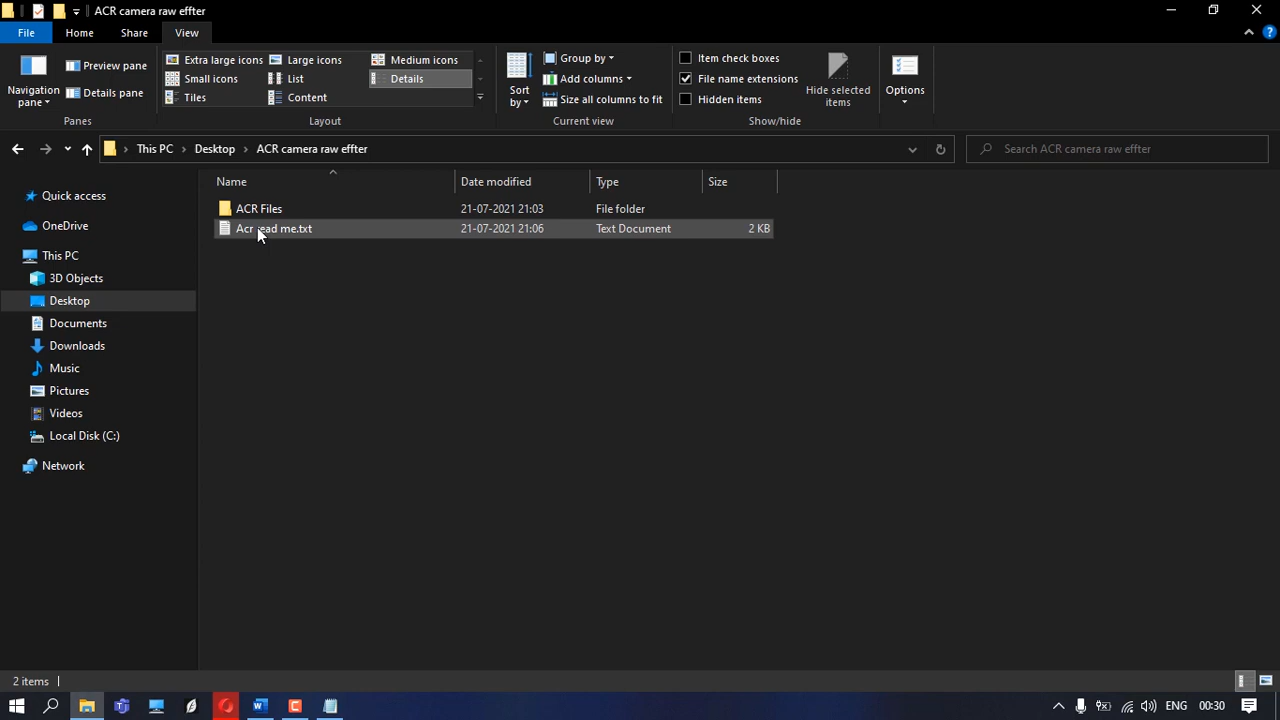 ACR camera raw effter
File Home Share View
Preview pane
Details pane
Navigation pane
Panes
Extra large icons Large icons Medium icons
Small icons List Details
Tiles Content
Layout
Sort by
Group by
Add columns
Size all columns to fit
Current view
Item check boxes
File name extensions
Hidden items
Hide selected items
Show/hide
Options
This PC Desktop ACR camera raw effter
Search ACR camera raw effter
Name Date modified Type Size
ACR Files 21-07-2021 21:03 File folder
Acr read me.txt 21-07-2021 21:06 Text Document 2 KB
Quick access
OneDrive
This PC
3D Objects
Desktop
Documents
Downloads
Music
Pictures
Videos
Local Disk (C:)
Network
2 items
ENG 00:30